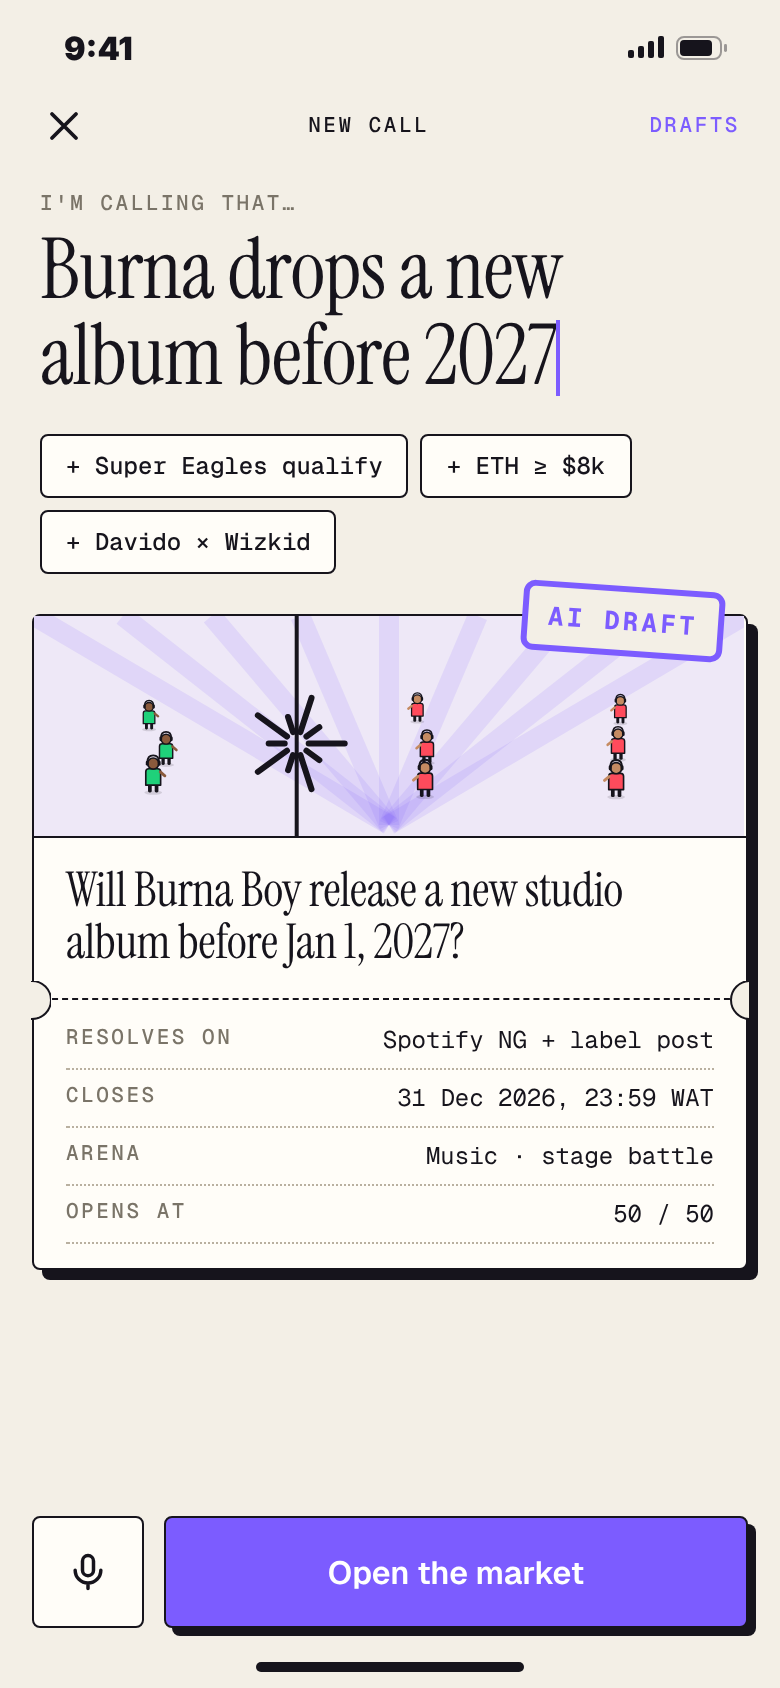 9:41
NEW CALL
DRAFTS
I'M CALLING THAT…
Burna drops a new
album before 2027
+ Super Eagles qualify
+ ETH ≥ $8k
+ Davido × Wizkid
AI DRAFT
Will Burna Boy release a new studio
album before Jan 1, 2027?
RESOLVES ON Spotify NG + label post
CLOSES 31 Dec 2026, 23:59 WAT
ARENA Music · stage battle
OPENS AT 50 / 50
Open the market